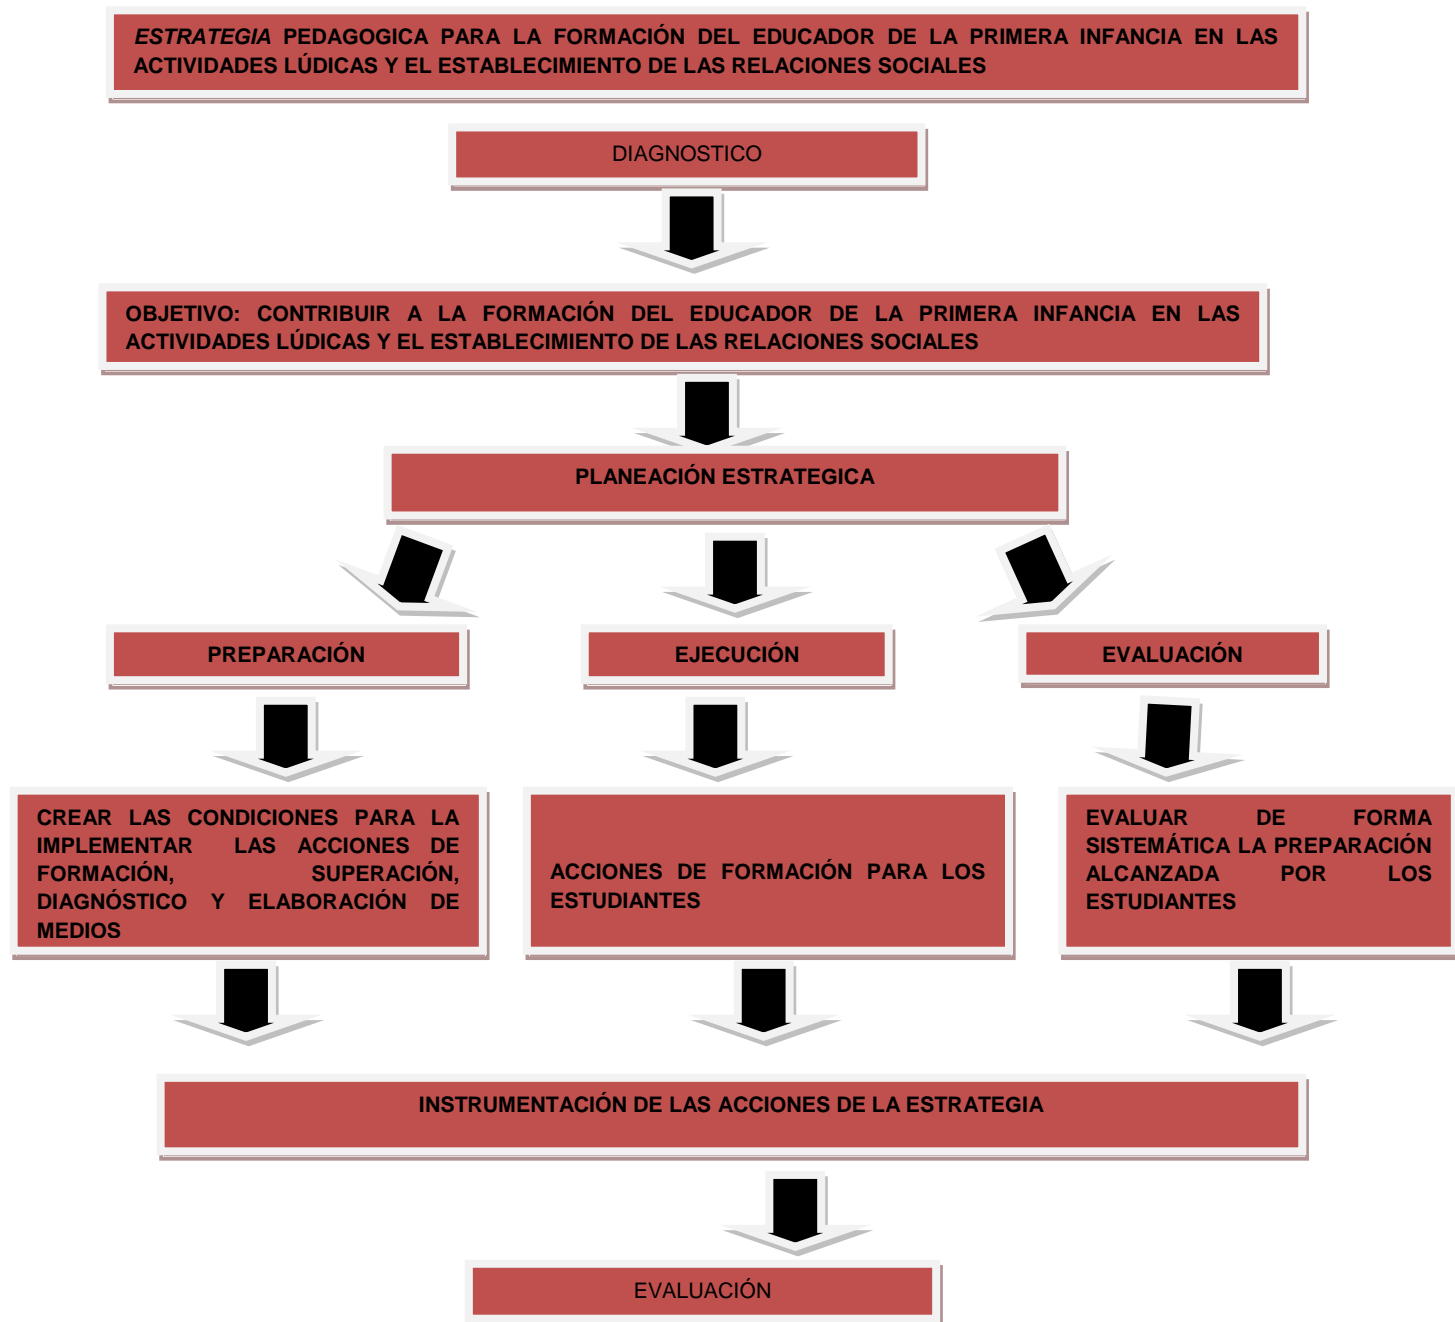 ESTRATEGIA PEDAGOGICA PARA LA FORMACIÓN DEL EDUCADOR DE LA PRIMERA INFANCIA EN LAS
ACTIVIDADES LÚDICAS Y EL ESTABLECIMIENTO DE LAS RELACIONES SOCIALES
DIAGNOSTICO
OBJETIVO: CONTRIBUIR A LA FORMACIÓN DEL EDUCADOR DE LA PRIMERA INFANCIA EN LAS
ACTIVIDADES LÚDICAS Y EL ESTABLECIMIENTO DE LAS RELACIONES SOCIALES
PLANEACIÓN ESTRATEGICA
PREPARACIÓN
EJECUCIÓN
EVALUACIÓN
CREAR LAS CONDICIONES PARA LA
IMPLEMENTAR LAS ACCIONES DE
FORMACIÓN, SUPERACIÓN,
DIAGNÓSTICO Y ELABORACIÓN DE
MEDIOS
ACCIONES DE FORMACIÓN PARA LOS
ESTUDIANTES
EVALUAR DE FORMA
SISTEMÁTICA LA PREPARACIÓN
ALCANZADA POR LOS
ESTUDIANTES
INSTRUMENTACIÓN DE LAS ACCIONES DE LA ESTRATEGIA
EVALUACIÓN